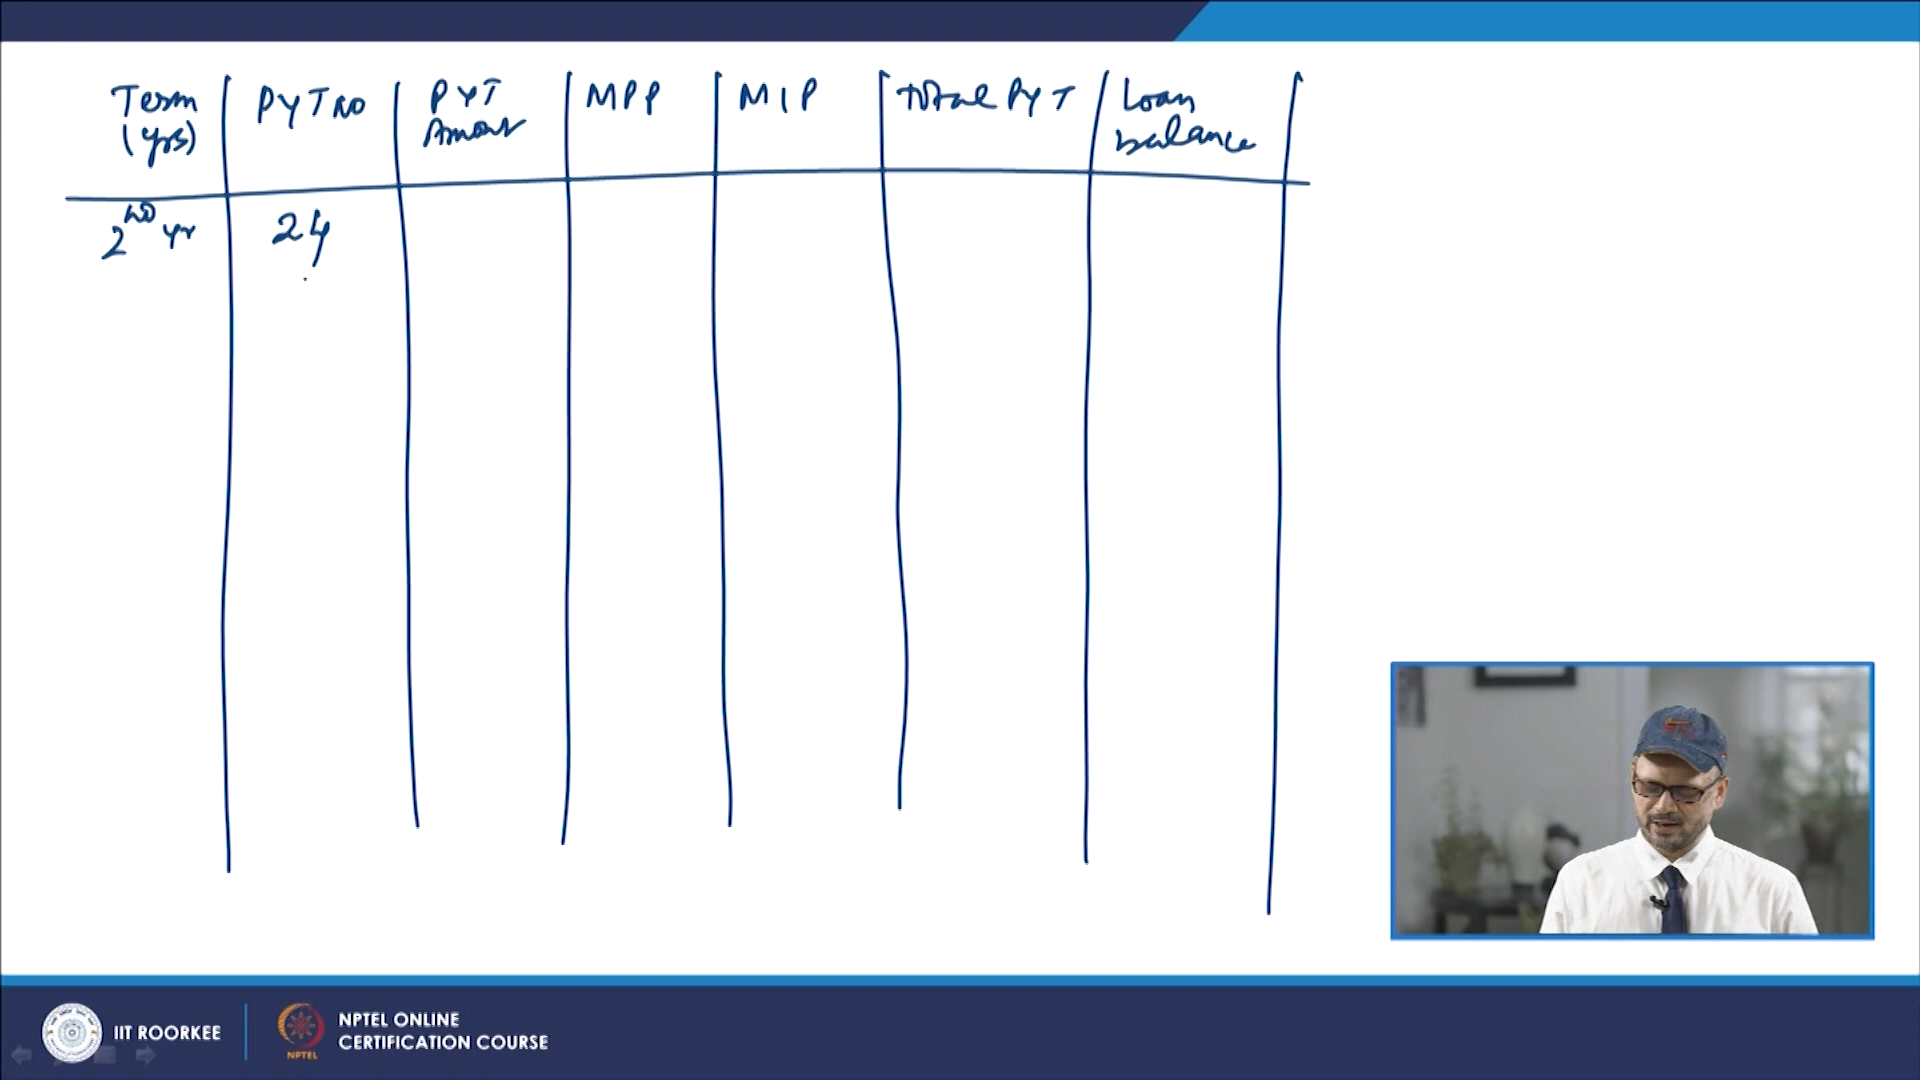 Term PYT NO PYT MPP MIP Total PYT Loan
(yrs) Amount balance
2ND yr 24
IIT ROORKEE
NPTEL
NPTEL ONLINE
CERTIFICATION COURSE